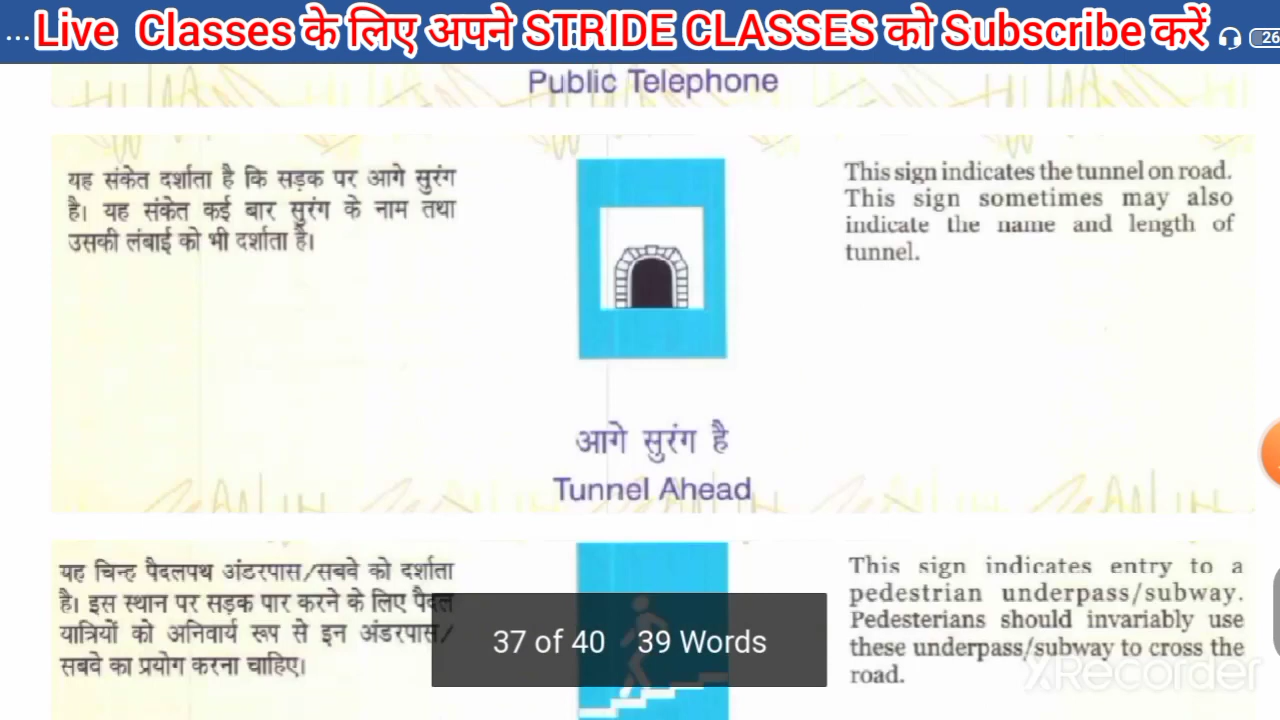 ... Live Classes के लिए अपने STRIDE CLASSES को Subscribe करें 26
Public Telephone
यह संकेत दर्शाता है कि सड़क पर आगे सुरंग
है। यह संकेत कई बार सुरंग के नाम तथा
उसकी लंबाई को भी दर्शाता है।
This sign indicates the tunnel on road.
This sign sometimes may also
indicate the name and length of
tunnel.
आगे सुरंग है
Tunnel Ahead
यह चिन्ह पैदलपथ अंडरपास/सबवे को दर्शाता
है। इस स्थान पर सड़क पार करने के लिए पैदल
यात्रियों को अनिवार्य रूप से इन अंडरपास/
सबवे का प्रयोग करना चाहिए।
This sign indicates entry to a
pedestrian underpass/subway.
Pedesterians should invariably use
these underpass/subway to cross the
road.
37 of 40 39 Words
XRecorder